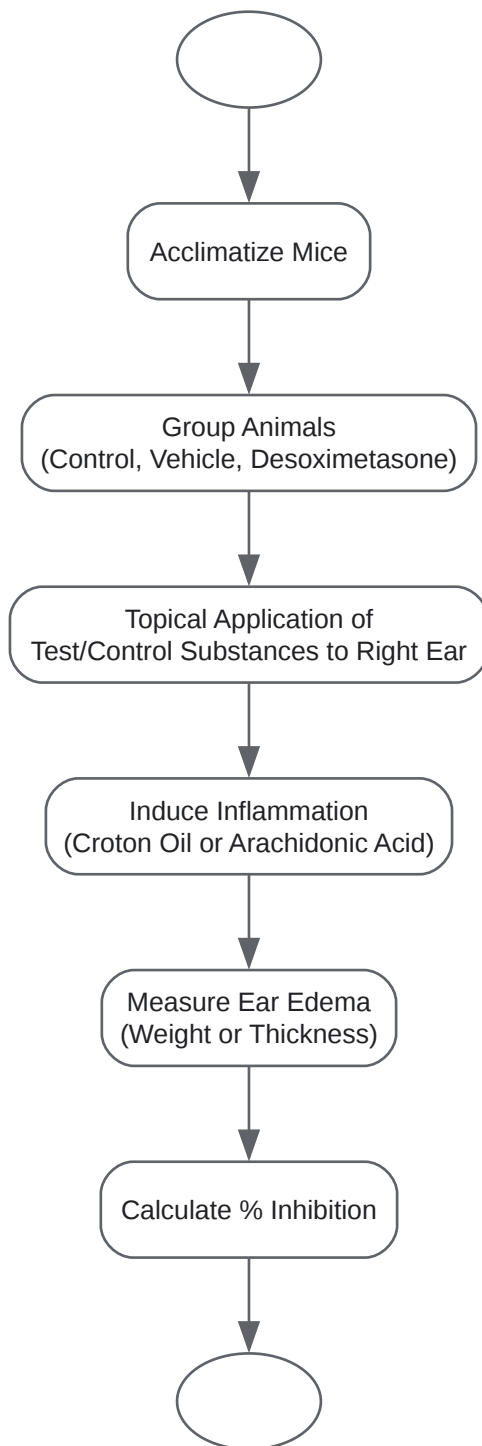 Acclimatize Mice
Group Animals
(Control, Vehicle, Desoximetasone)
Topical Application of
Test/Control Substances to Right Ear
Induce Inflammation
(Croton Oil or Arachidonic Acid)
Measure Ear Edema
(Weight or Thickness)
Calculate % Inhibition